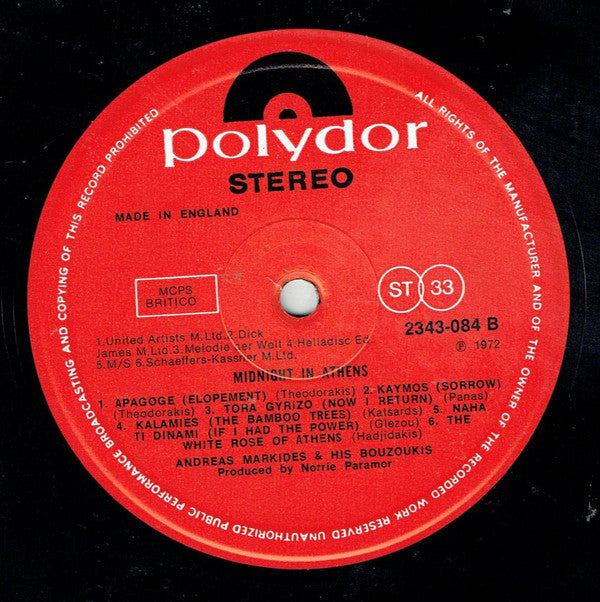 polydor
STEREO
MADE IN ENGLAND
MCPS
BRITICO
ST 33
2343-084 B
℗ 1972
1.United Artists M.Ltd.2.Dick
James M.Ltd.3.Melodie der Welt 4.Helladisc Ed.
5.M/S 6.Schaeffers-Kassner M.Ltd.
MIDNIGHT IN ATHENS
1. APAGOGE (ELOPEMENT) 2. KAYMOS (SORROW)
(Theodorakis) 3. TORA GYRIZO (NOW I RETURN) (Panas)
(Theodorakis)
4. KALAMIES (THE BAMBOO TREES) (Katsards) 5. NAHA
TI DINAMI (IF I HAD THE POWER) (Glezou) 6. THE
WHITE ROSE OF ATHENS (Hadjidakis)
ANDREAS MARKIDES & HIS BOUZOUKIS
Produced by Norrie Paramor
ALL RIGHTS OF THE MANUFACTURER AND OF THE OWNER OF THE RECORDED WORK RESERVED UNAUTHORIZED PUBLIC PERFORMANCE BROADCASTING AND COPYING OF THIS RECORD PROHIBITED